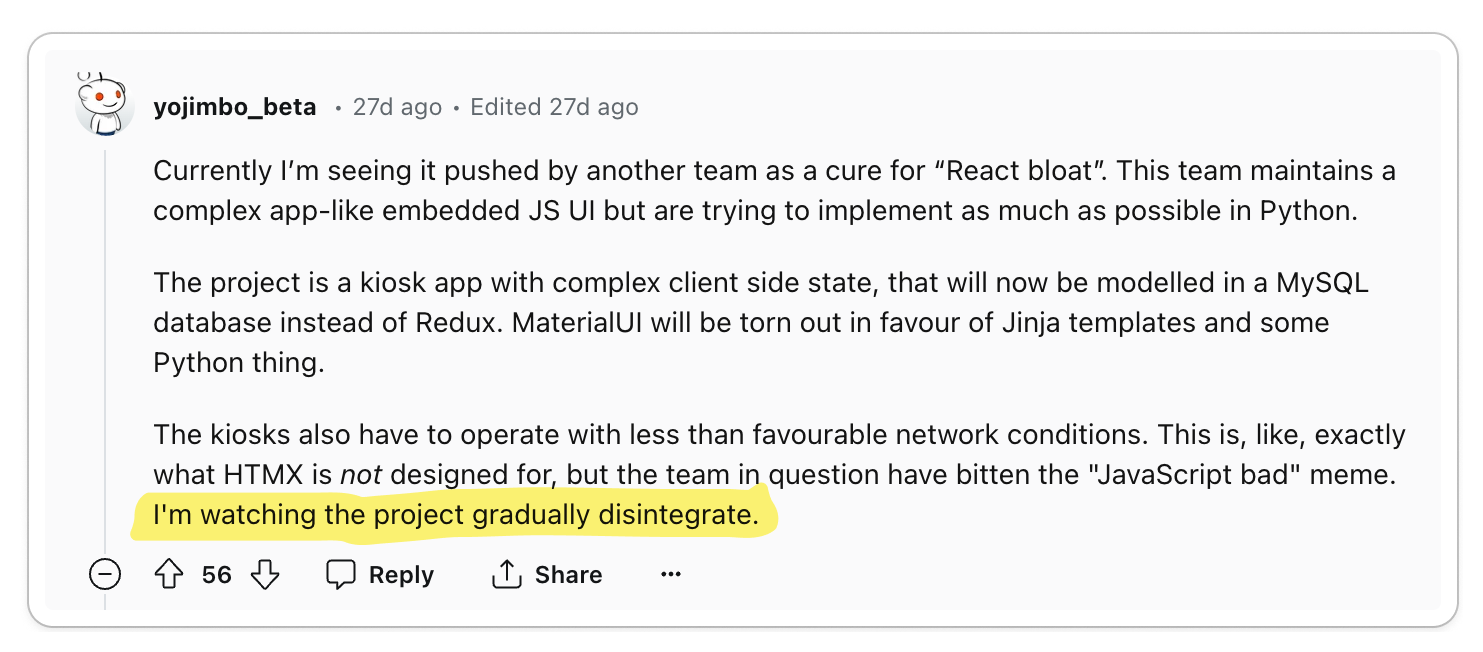 yojimbo_beta • 27d ago • Edited 27d ago
Currently I’m seeing it pushed by another team as a cure for “React bloat”. This team maintains a
complex app-like embedded JS UI but are trying to implement as much as possible in Python.
The project is a kiosk app with complex client side state, that will now be modelled in a MySQL
database instead of Redux. MaterialUI will be torn out in favour of Jinja templates and some
Python thing.
The kiosks also have to operate with less than favourable network conditions. This is, like, exactly
what HTMX is not designed for, but the team in question have bitten the "JavaScript bad" meme.
I'm watching the project gradually disintegrate.
56 Reply Share ...